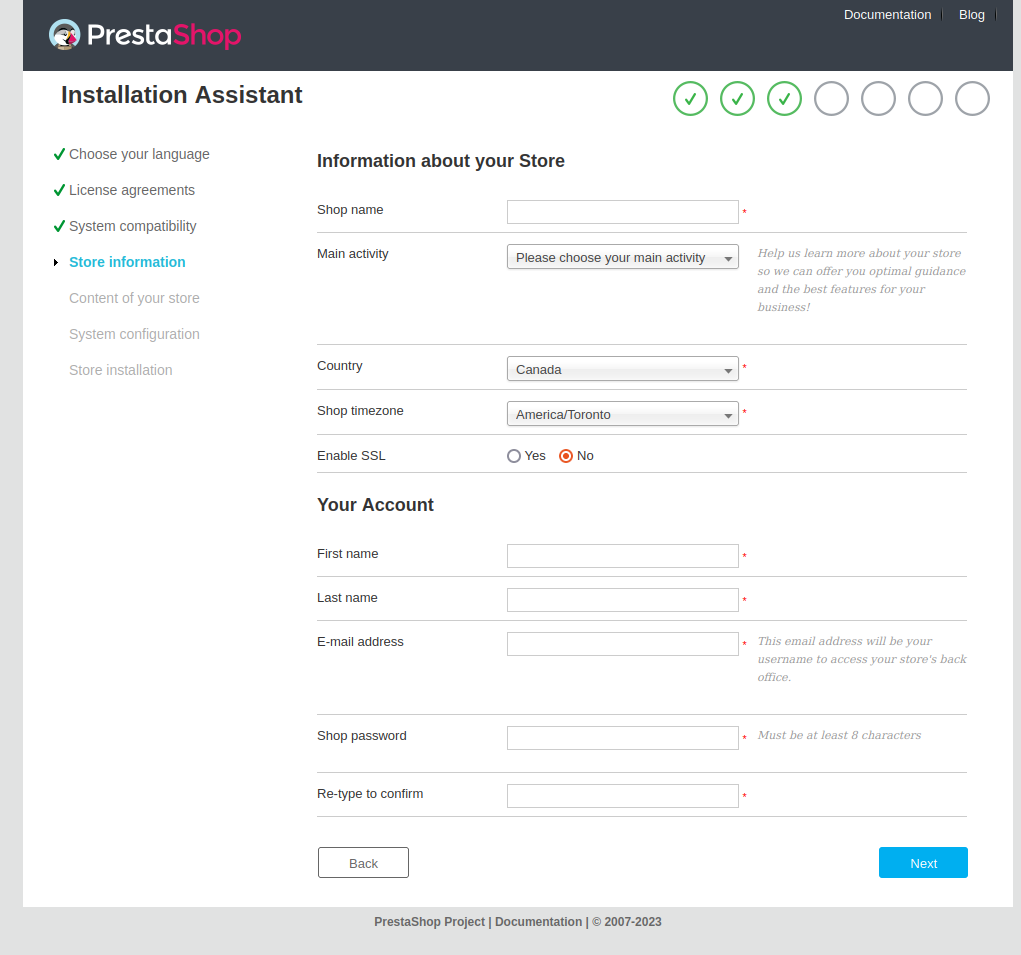 Documentation
Blog
PrestaShop
Installation Assistant
Choose your language
License agreements
System compatibility
Store information
Content of your store
System configuration
Store installation
Information about your Store
Shop name
*
Main activity
Please choose your main activity
Help us learn more about your store
so we can offer you optimal guidance
and the best features for your
business!
Country
Canada
*
Shop timezone
America/Toronto
*
Enable SSL
Yes
No
Your Account
First name
*
Last name
*
E-mail address
*
This email address will be your
username to access your store's back
office.
Shop password
*
Must be at least 8 characters
Re-type to confirm
*
Back
Next
PrestaShop Project | Documentation | © 2007-2023